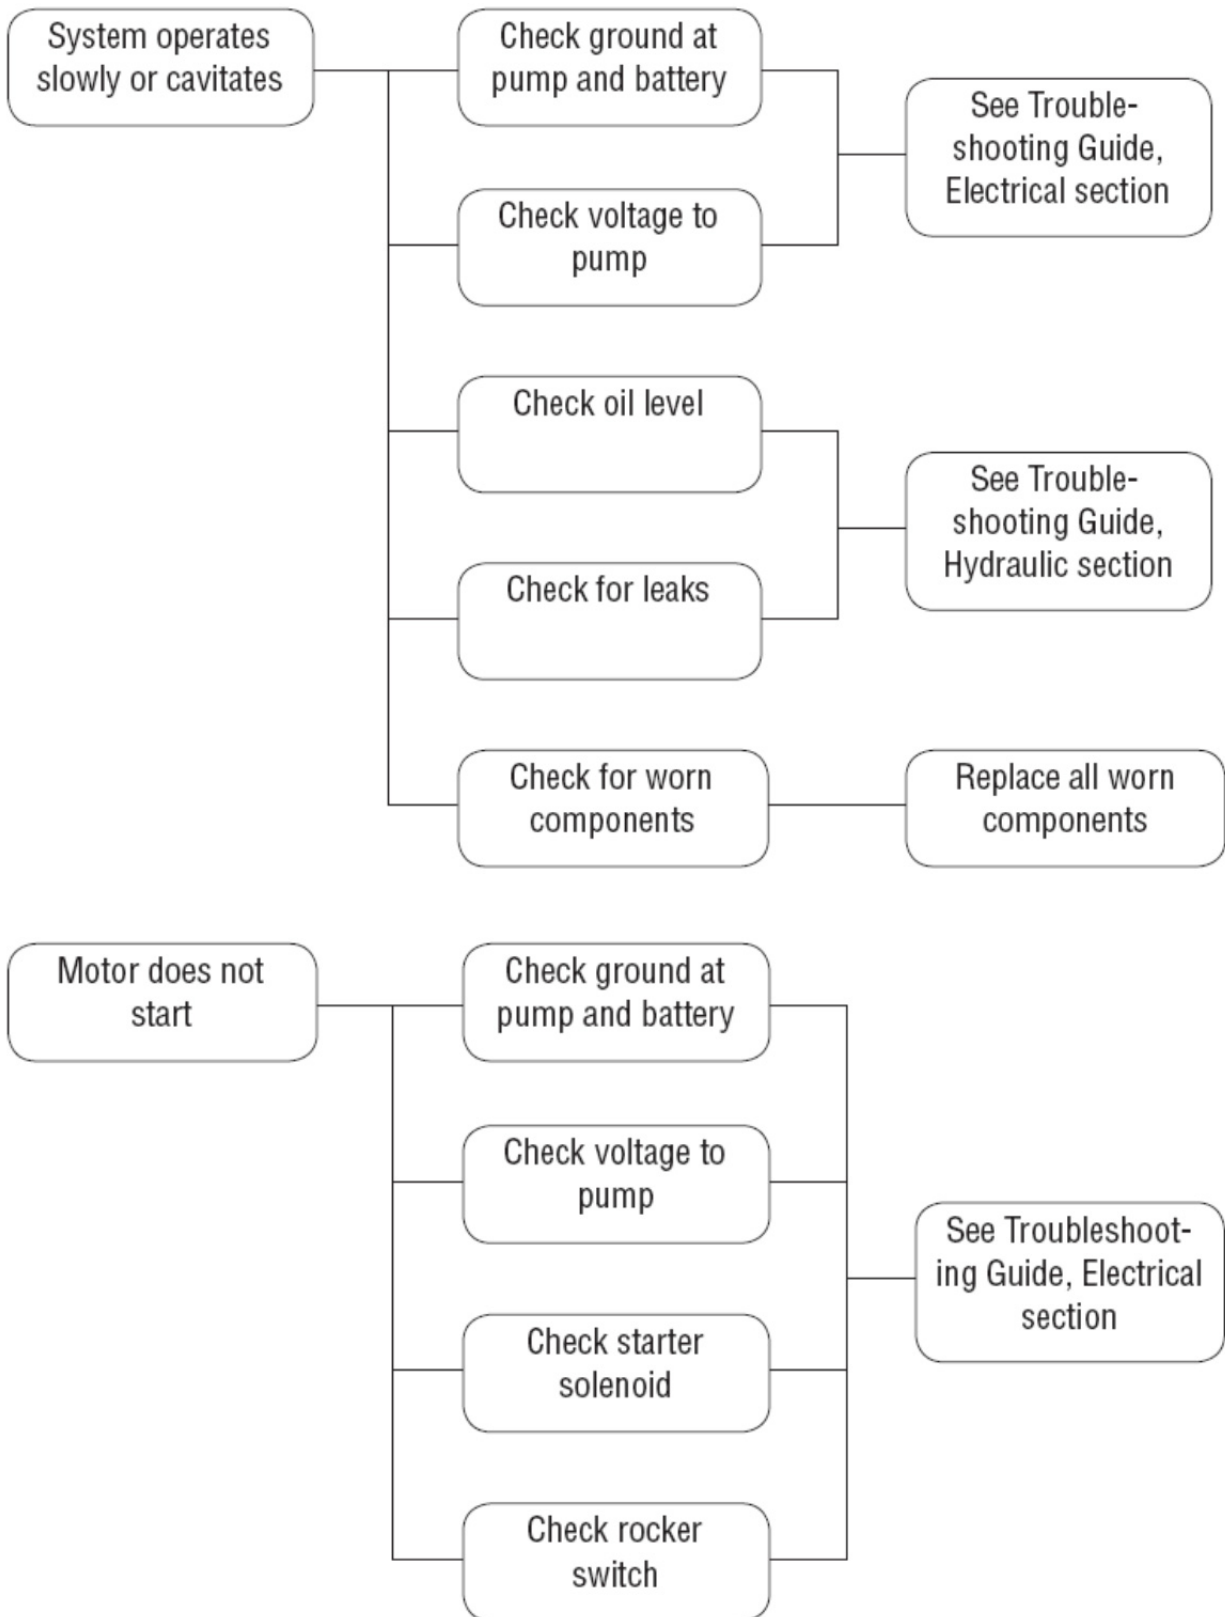 System operates
slowly or cavitates
Check ground at
pump and battery
See Trouble-
shooting Guide,
Electrical section
Check voltage to
pump
Check oil level
See Trouble-
shooting Guide,
Hydraulic section
Check for leaks
Check for worn
components
Replace all worn
components
Motor does not
start
Check ground at
pump and battery
Check voltage to
pump
See Troubleshoot-
ing Guide, Electrical
section
Check starter
solenoid
Check rocker
switch